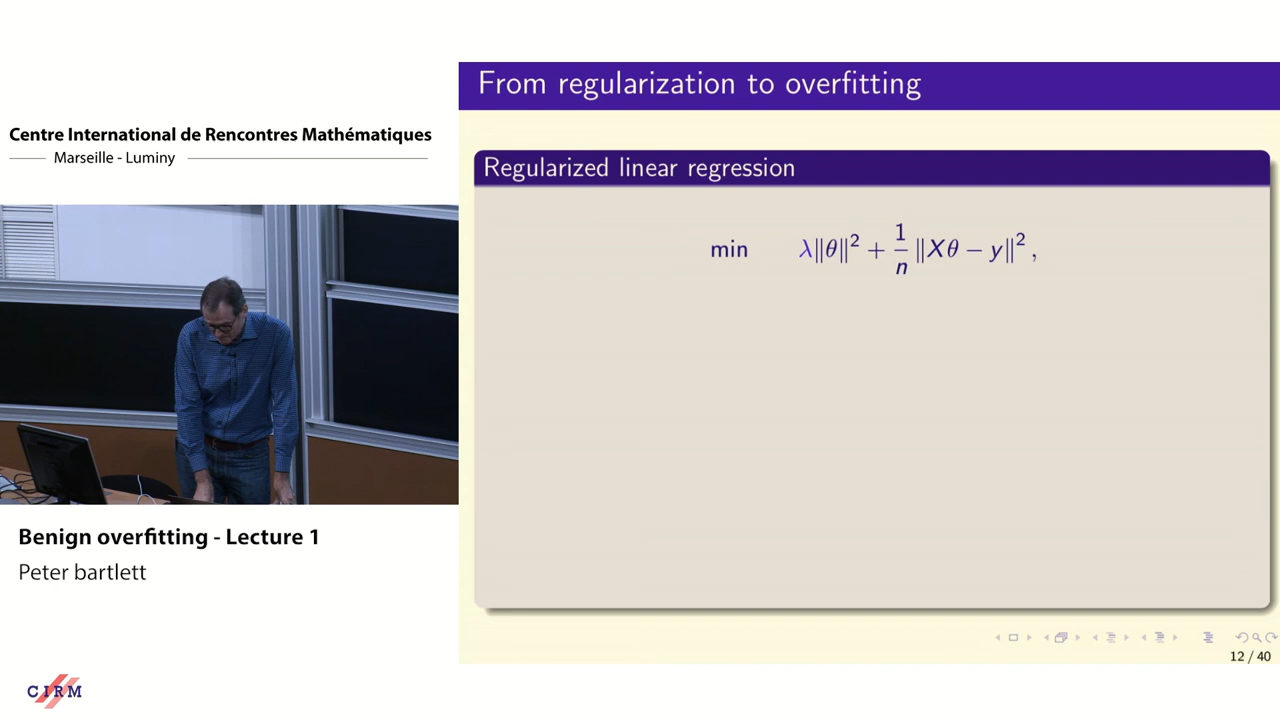 Centre International de Rencontres Mathématiques
Marseille - Luminy
Benign overfitting - Lecture 1
Peter bartlett
CIRM
From regularization to overfitting
Regularized linear regression
min λ‖θ‖² + 1/n ‖Xθ − y‖² ,
12 / 40